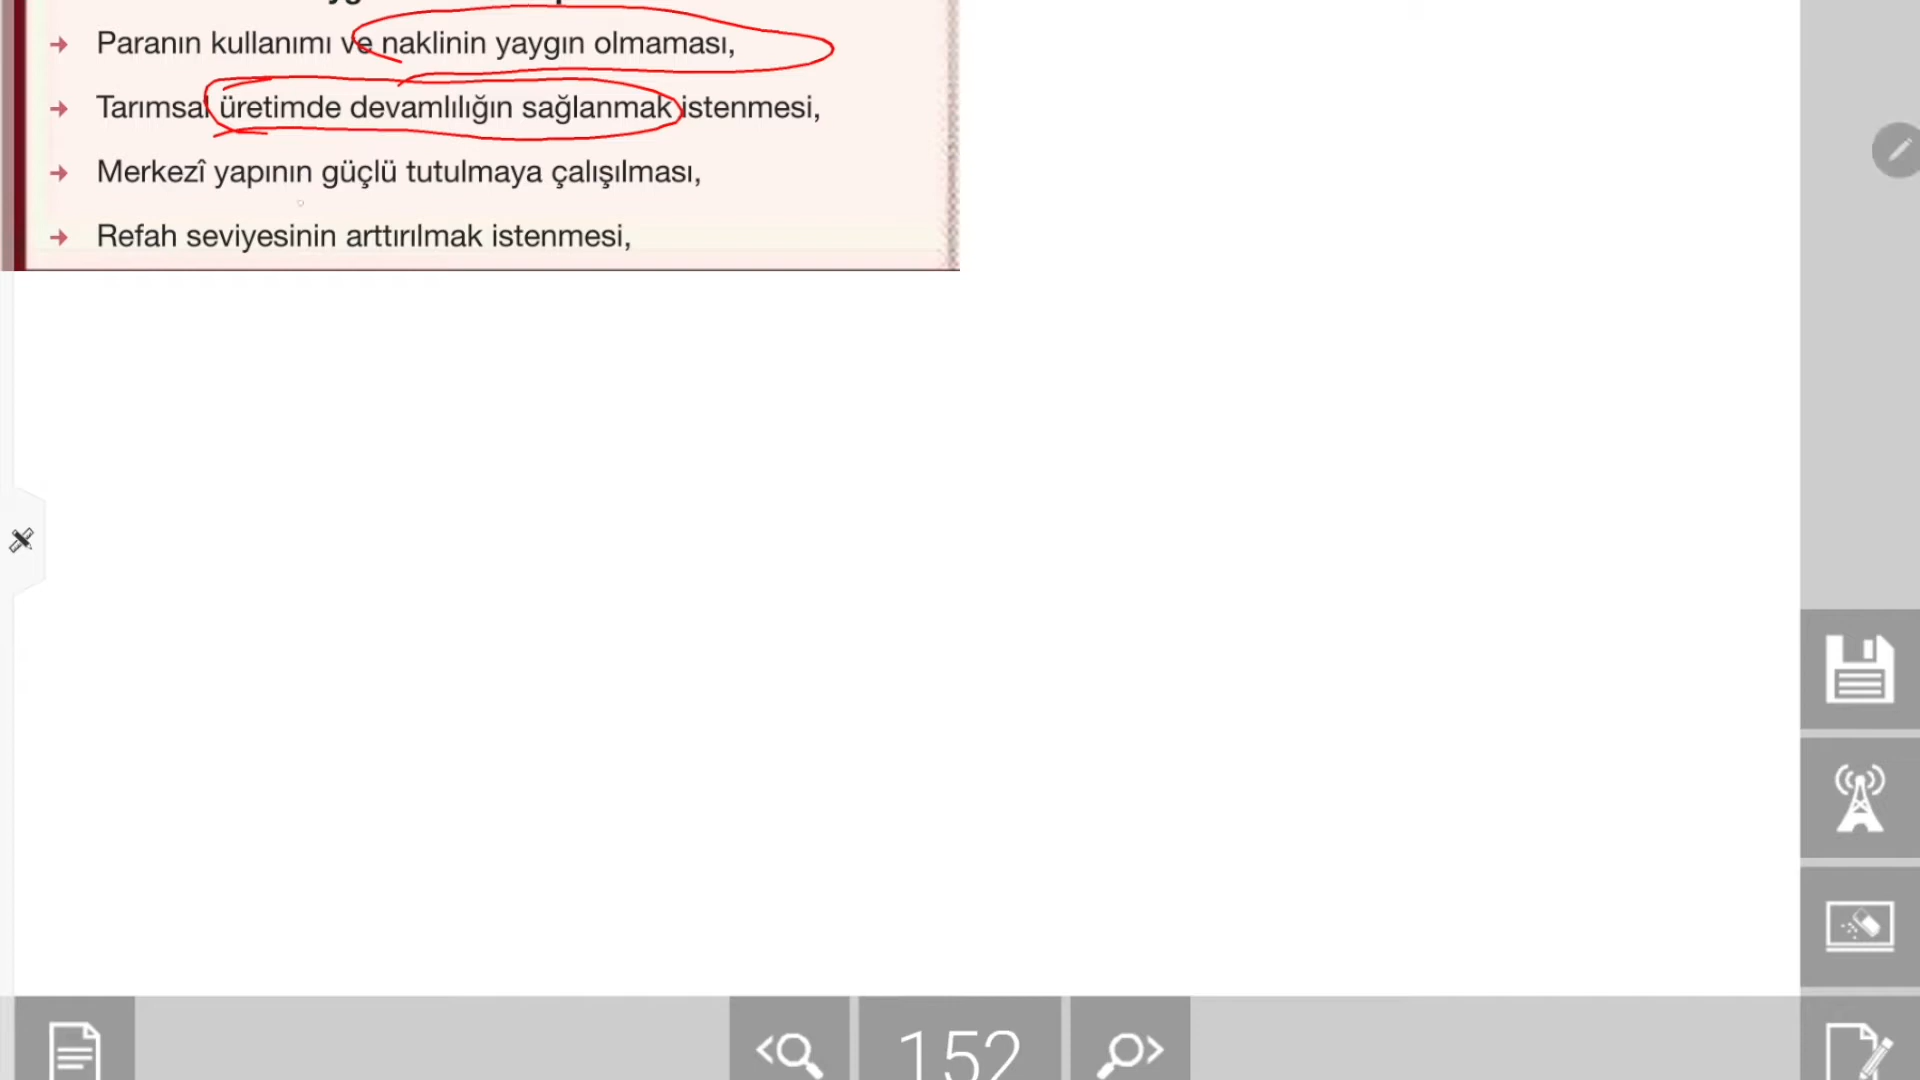 Paranın kullanımı ve naklinin yaygın olmaması,
Tarımsal üretimde devamlılığın sağlanmak istenmesi,
Merkezî yapının güçlü tutulmaya çalışılması,
Refah seviyesinin arttırılmak istenmesi,
152